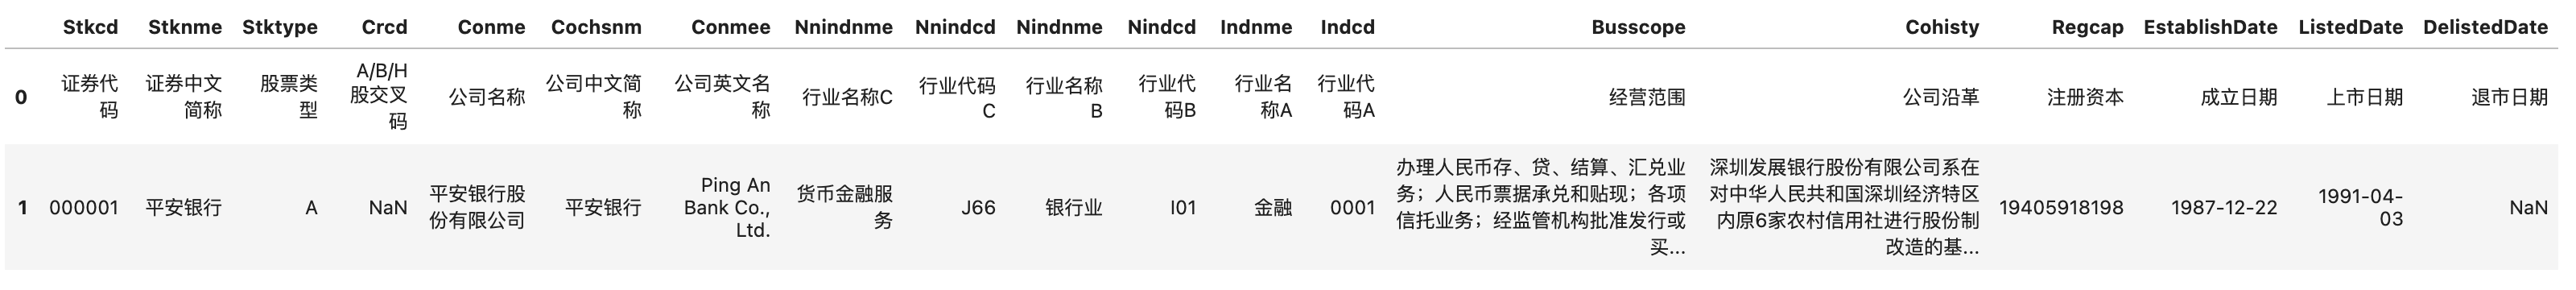 Stkcd Stknme Stktype Crcd Conme Cochsnm Conmee Nnindnme Nnindcd Nindnme Nindcd Indnme Indcd Busscope Cohisty Regcap EstablishDate ListedDate DelistedDate
0
证券代
码
证券中文
简称
股票类
型
A/B/H
股交叉
码
公司名称
公司中文简
称
公司英文名
称
行业名称C
行业代码
C
行业名称
B
行业代
码B
行业名
称A
行业代
码A
经营范围
公司沿革
注册资本
成立日期
上市日期
退市日期
1
000001
平安银行
A
NaN
平安银行股
份有限公司
平安银行
Ping An
Bank Co.,
Ltd.
货币金融服
务
J66
银行业
I01
金融
0001
办理人民币存、贷、结算、汇兑业
务；人民币票据承兑和贴现；各项
信托业务；经监管机构批准发行或
买...
深圳发展银行股份有限公司系在
对中华人民共和国深圳经济特区
内原6家农村信用社进行股份制
改造的基...
19405918198
1987-12-22
1991-04-
03
NaN